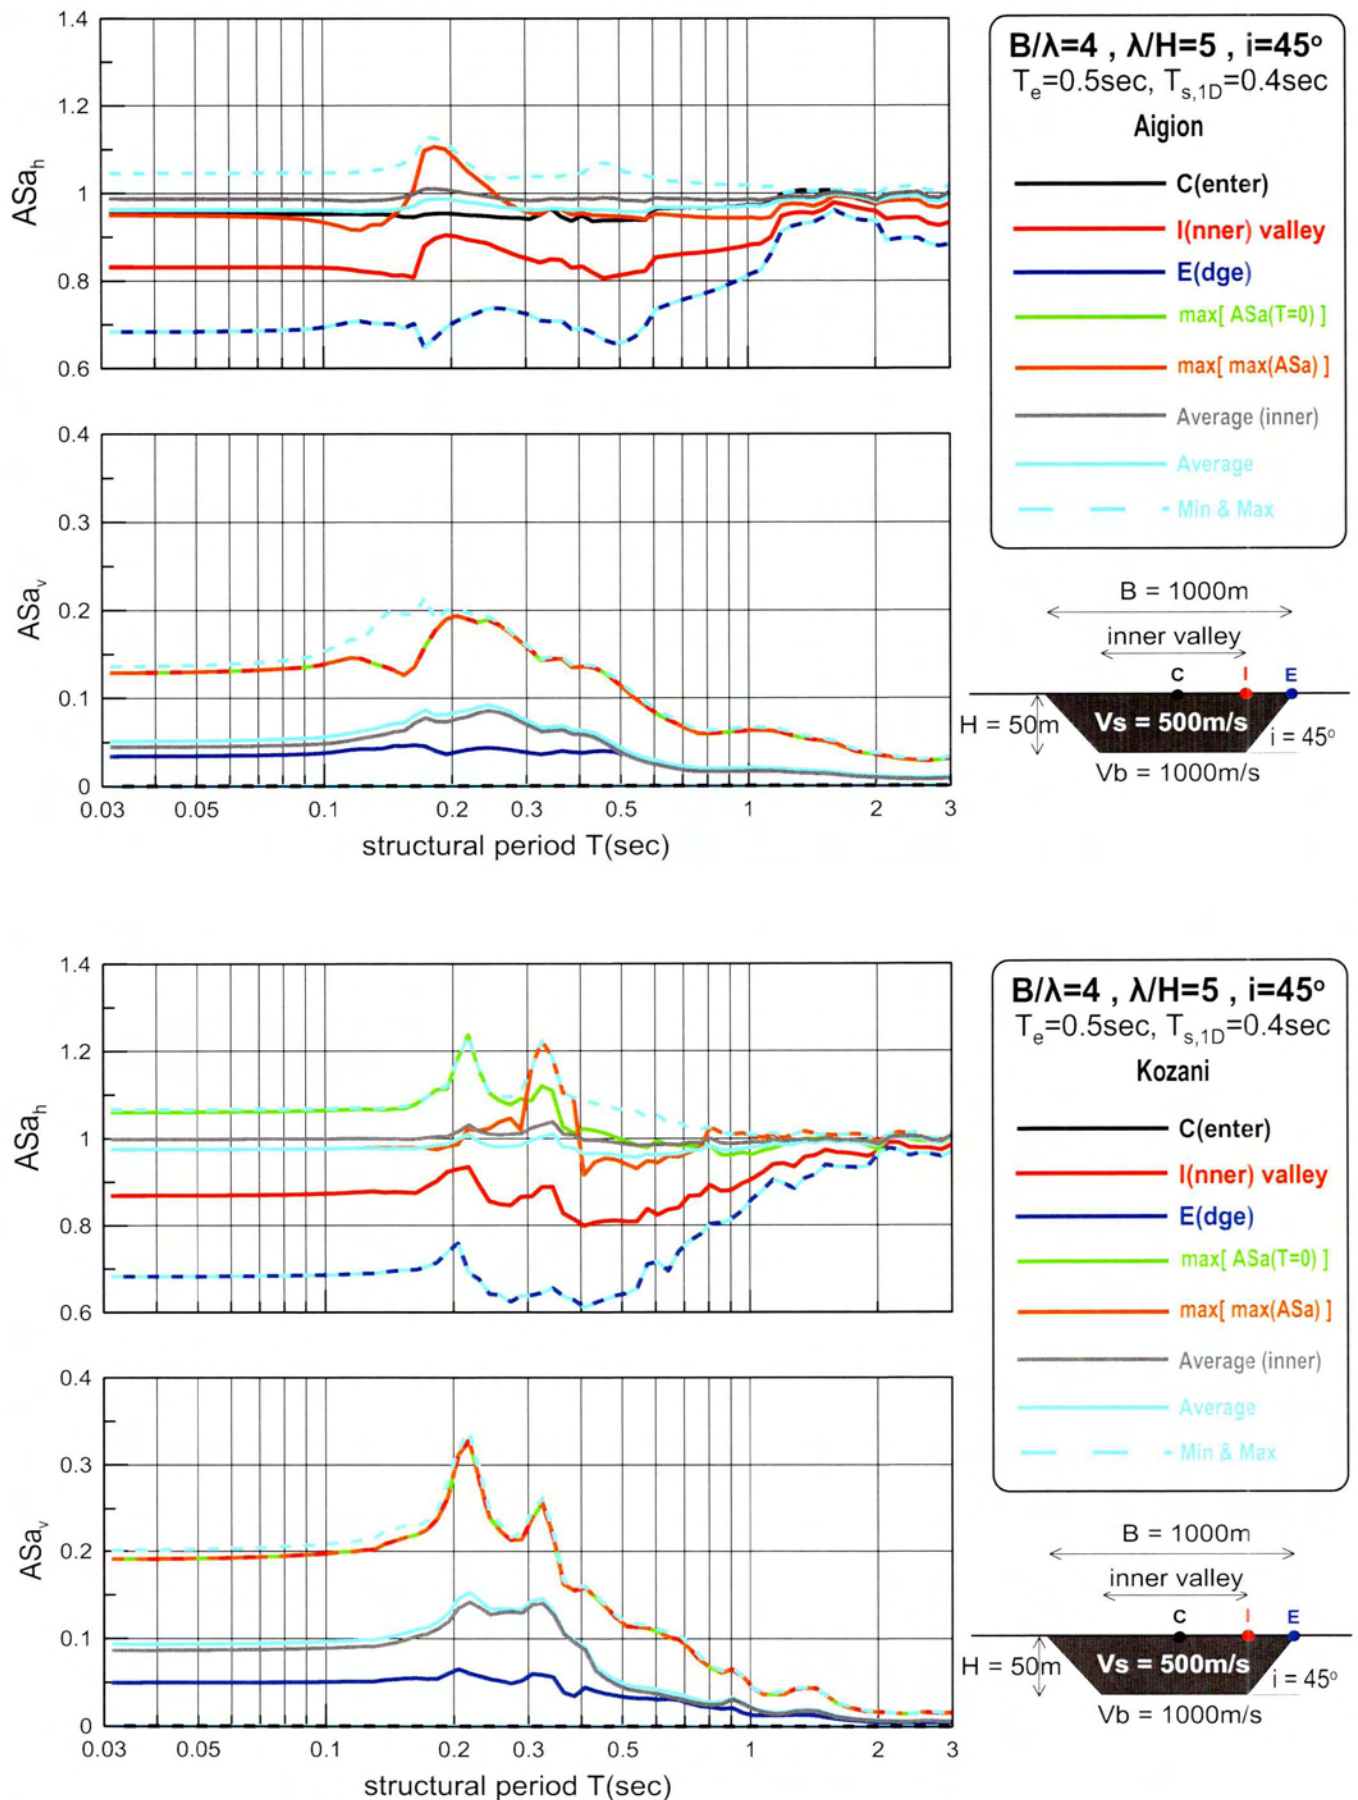 1.4
1.2
1
0.8
0.6
ASa_h
0.4
0.3
0.2
0.1
0
ASa_v
0.03 0.05 0.1 0.2 0.3 0.5 1 2 3
structural period T(sec)
B/λ=4 , λ/H=5 , i=45°
T_e=0.5sec, T_s,1D=0.4sec
Aigion
C(enter)
I(nner) valley
E(dge)
max[ ASa(T=0) ]
max[ max(ASa) ]
Average (inner)
Average
Min & Max
B = 1000m
inner valley
C I E
H = 50m Vs = 500m/s i = 45°
Vb = 1000m/s
1.4
1.2
1
0.8
0.6
ASa_h
0.4
0.3
0.2
0.1
0
ASa_v
0.03 0.05 0.1 0.2 0.3 0.5 1 2 3
structural period T(sec)
B/λ=4 , λ/H=5 , i=45°
T_e=0.5sec, T_s,1D=0.4sec
Kozani
C(enter)
I(nner) valley
E(dge)
max[ ASa(T=0) ]
max[ max(ASa) ]
Average (inner)
Average
Min & Max
B = 1000m
inner valley
C I E
H = 50m Vs = 500m/s i = 45°
Vb = 1000m/s